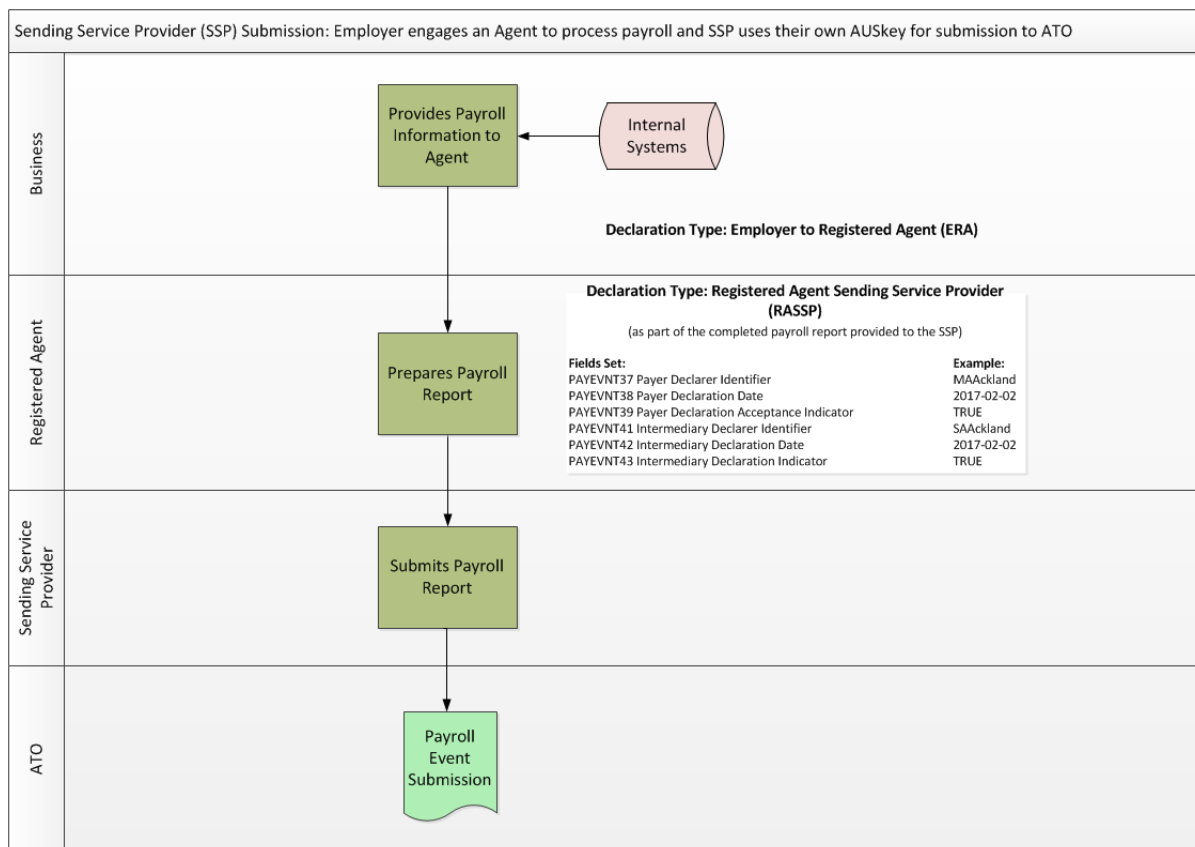 Sending Service Provider (SSP) Submission: Employer engages an Agent to process payroll and SSP uses their own AUSkey for submission to ATO
Business
Provides Payroll
Information to
Agent
Internal
Systems
Declaration Type: Employer to Registered Agent (ERA)
Registered Agent
Prepares Payroll
Report
Declaration Type: Registered Agent Sending Service Provider
(RASSP)
(as part of the completed payroll report provided to the SSP)
Fields Set: Example:
PAYEVNT37 Payer Declarer Identifier MAAckland
PAYEVNT38 Payer Declaration Date 2017-02-02
PAYEVNT39 Payer Declaration Acceptance Indicator TRUE
PAYEVNT41 Intermediary Declarer Identifier SAAckland
PAYEVNT42 Intermediary Declaration Date 2017-02-02
PAYEVNT43 Intermediary Declaration Indicator TRUE
Sending Service
Provider
Submits Payroll
Report
ATO
Payroll
Event
Submission